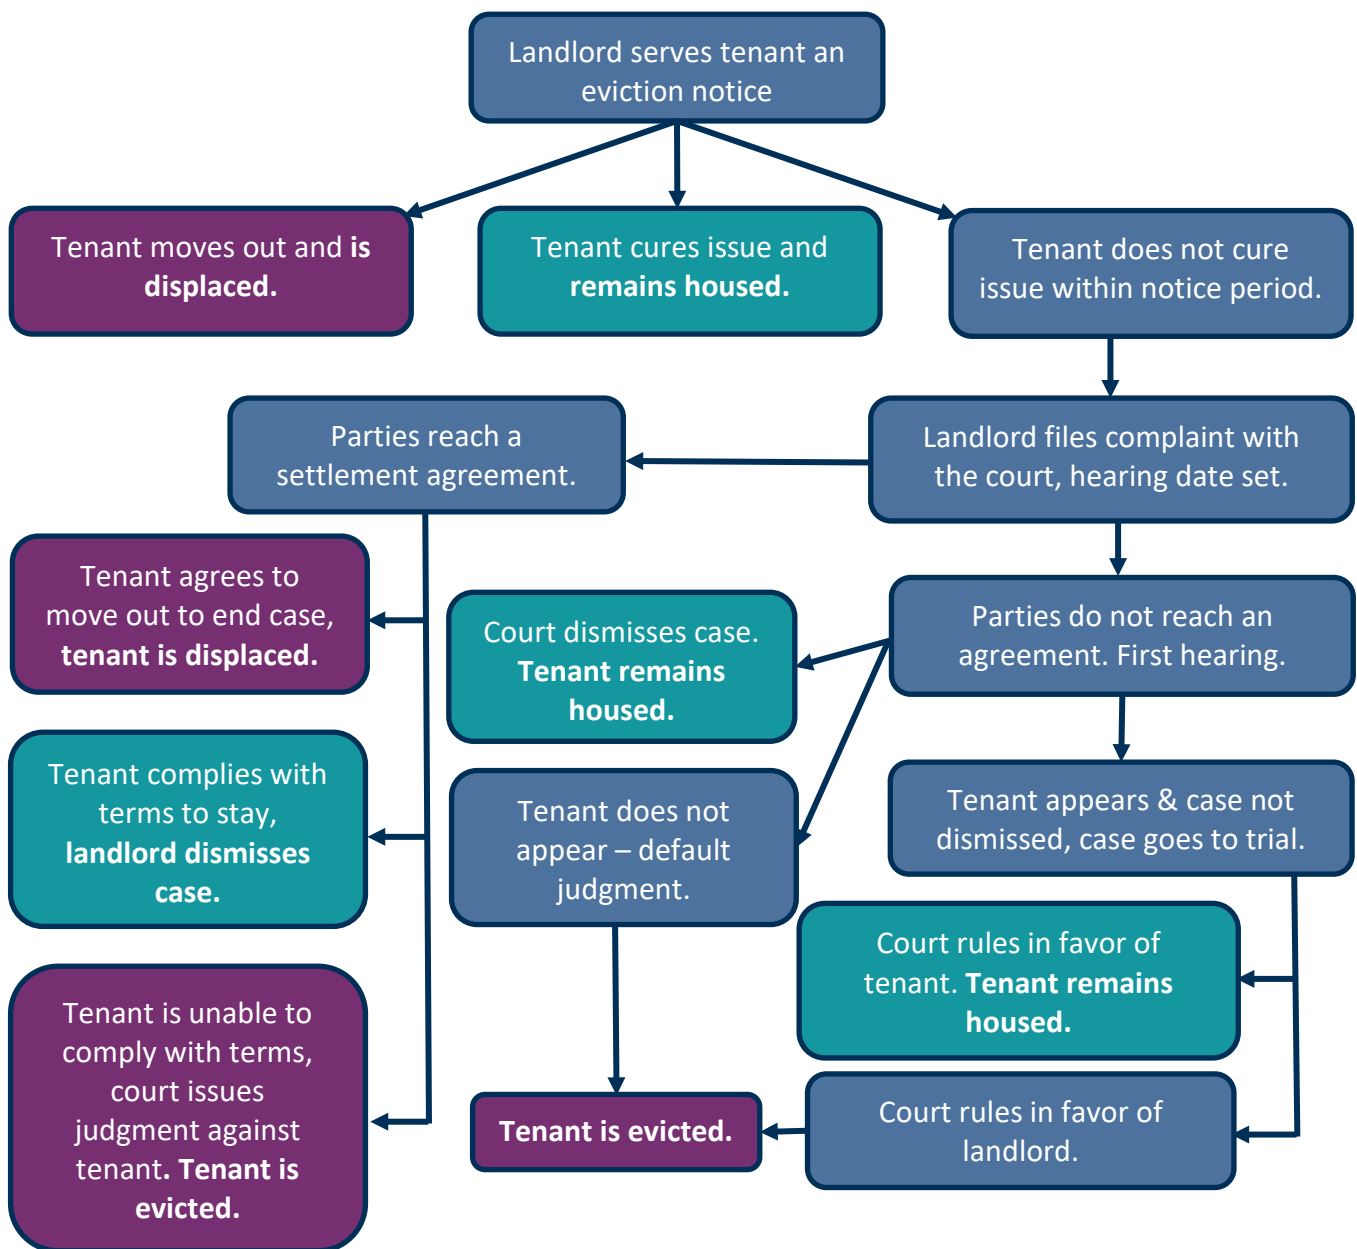 Landlord serves tenant an
eviction notice
Tenant moves out and is
displaced.
Tenant cures issue and
remains housed.
Tenant does not cure
issue within notice period.
Parties reach a
settlement agreement.
Landlord files complaint with
the court, hearing date set.
Tenant agrees to
move out to end case,
tenant is displaced.
Court dismisses case.
Tenant remains
housed.
Parties do not reach an
agreement. First hearing.
Tenant complies with
terms to stay,
landlord dismisses
case.
Tenant does not
appear – default
judgment.
Tenant appears & case not
dismissed, case goes to trial.
Court rules in favor of
tenant. Tenant remains
housed.
Tenant is unable to
comply with terms,
court issues
judgment against
tenant. Tenant is
evicted.
Tenant is evicted.
Court rules in favor of
landlord.